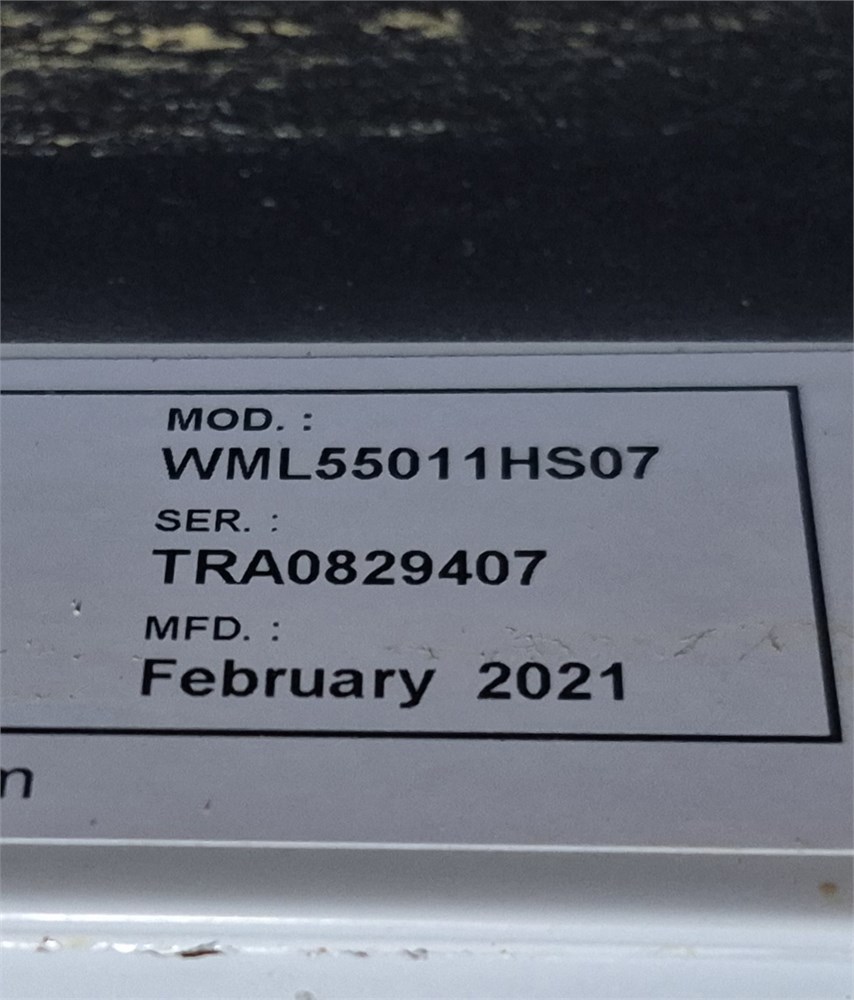 MOD. :
WML55011HS07
SER. :
TRA0829407
MFD. :
February 2021